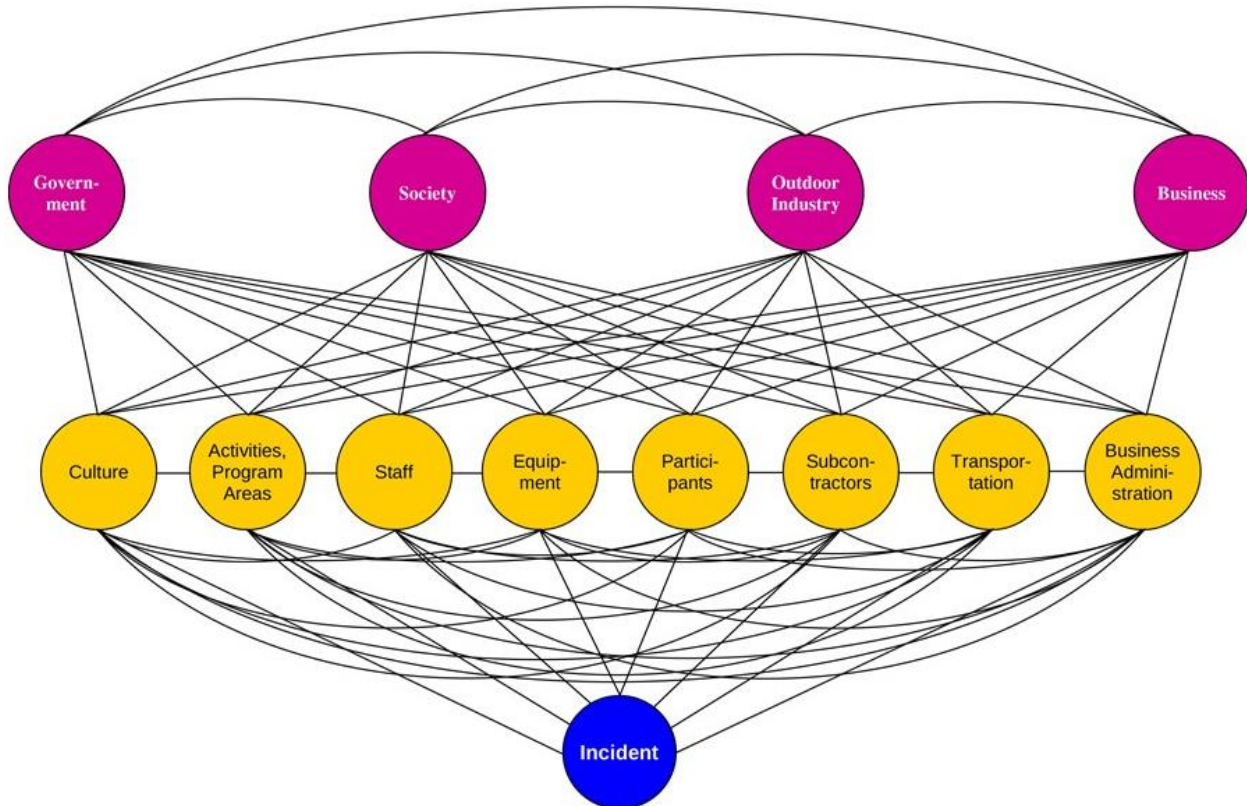 Govern-
ment
Society
Outdoor
Industry
Business
Culture
Activities,
Program
Areas
Staff
Equip-
ment
Partici-
pants
Subcon-
tractors
Transpor-
tation
Business
Admini-
stration
Incident